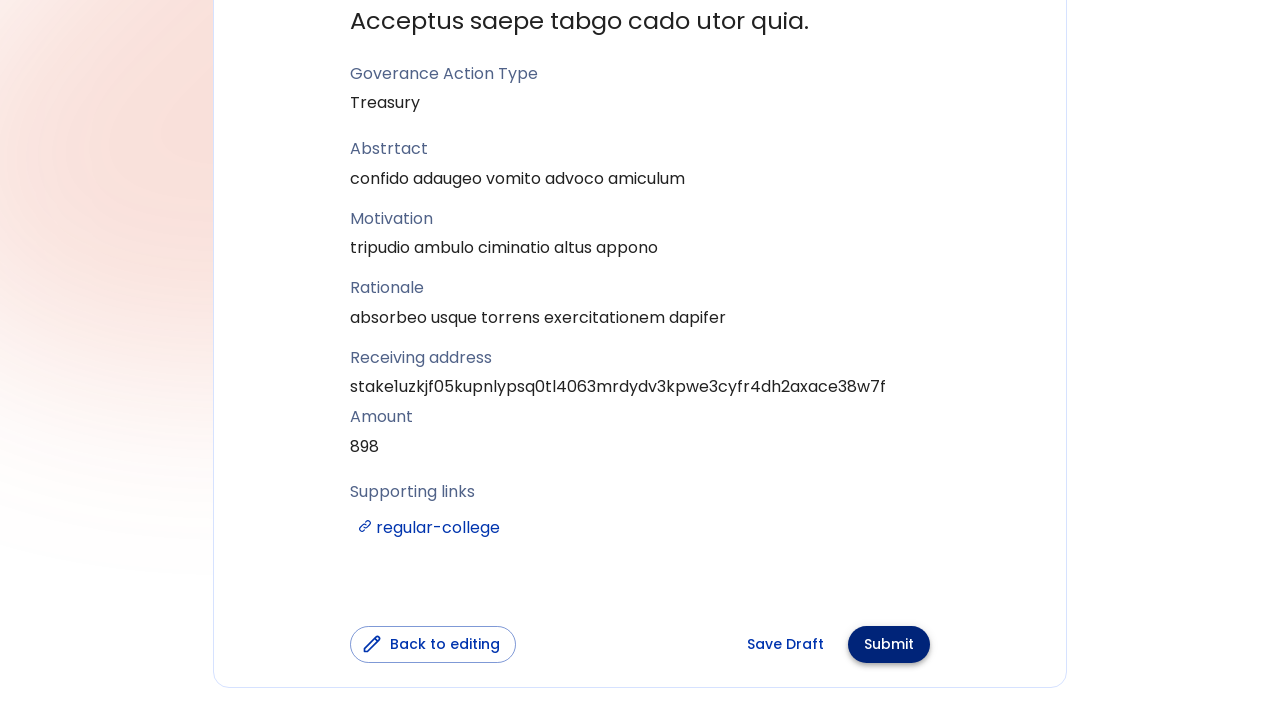 Acceptus saepe tabgo cado utor quia.
Goverance Action Type
Treasury
Abstrtact
confido adaugeo vomito advoco amiculum
Motivation
tripudio ambulo ciminatio altus appono
Rationale
absorbeo usque torrens exercitationem dapifer
Receiving address
stake1uzkjf05kupnlypsq0tl4063mrdydv3kpwe3cyfr4dh2axace38w7f
Amount
898
Supporting links
regular-college
Back to editing
Save Draft
Submit